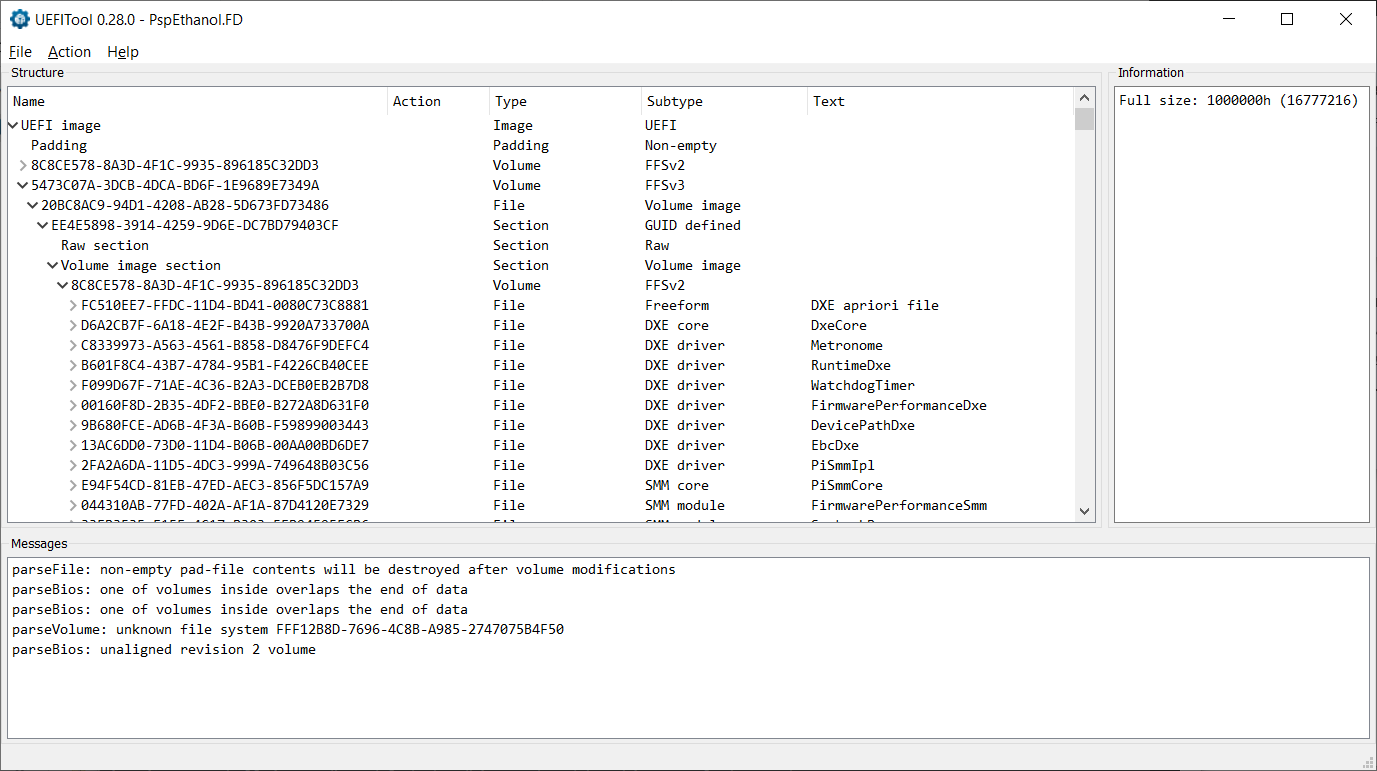 UEFITool 0.28.0 - PspEthanol.FD
File Action Help
Structure
Information
Name Action Type Subtype Text
Full size: 1000000h (16777216)
UEFI image Image UEFI
Padding Padding Non-empty
8C8CE578-8A3D-4F1C-9935-896185C32DD3 Volume FFSv2
5473C07A-3DCB-4DCA-BD6F-1E9689E7349A Volume FFSv3
20BC8AC9-94D1-4208-AB28-5D673FD73486 File Volume image
EE4E5898-3914-4259-9D6E-DC7BD79403CF Section GUID defined
Raw section Section Raw
Volume image section Section Volume image
8C8CE578-8A3D-4F1C-9935-896185C32DD3 Volume FFSv2
FC510EE7-FFDC-11D4-BD41-0080C73C8881 File Freeform DXE apriori file
D6A2CB7F-6A18-4E2F-B43B-9920A733700A File DXE core DxeCore
C8339973-A563-4561-B858-D8476F9DEFC4 File DXE driver Metronome
B601F8C4-43B7-4784-95B1-F4226CB40CEE File DXE driver RuntimeDxe
F099D67F-71AE-4C36-B2A3-DCEB0EB2B7D8 File DXE driver WatchdogTimer
00160F8D-2B35-4DF2-BBE0-B272A8D631F0 File DXE driver FirmwarePerformanceDxe
9B680FCE-AD6B-4F3A-B60B-F59899003443 File DXE driver DevicePathDxe
13AC6DD0-73D0-11D4-B06B-00AA00BD6DE7 File DXE driver EbcDxe
2FA2A6DA-11D5-4DC3-999A-749648B03C56 File DXE driver PiSmmIpl
E94F54CD-81EB-47ED-AEC3-856F5DC157A9 File SMM core PiSmmCore
044310AB-77FD-402A-AF1A-87D4120E7329 File SMM module FirmwarePerformanceSmm
Messages
parseFile: non-empty pad-file contents will be destroyed after volume modifications
parseBios: one of volumes inside overlaps the end of data
parseBios: one of volumes inside overlaps the end of data
parseVolume: unknown file system FFF12B8D-7696-4C8B-A985-2747075B4F50
parseBios: unaligned revision 2 volume